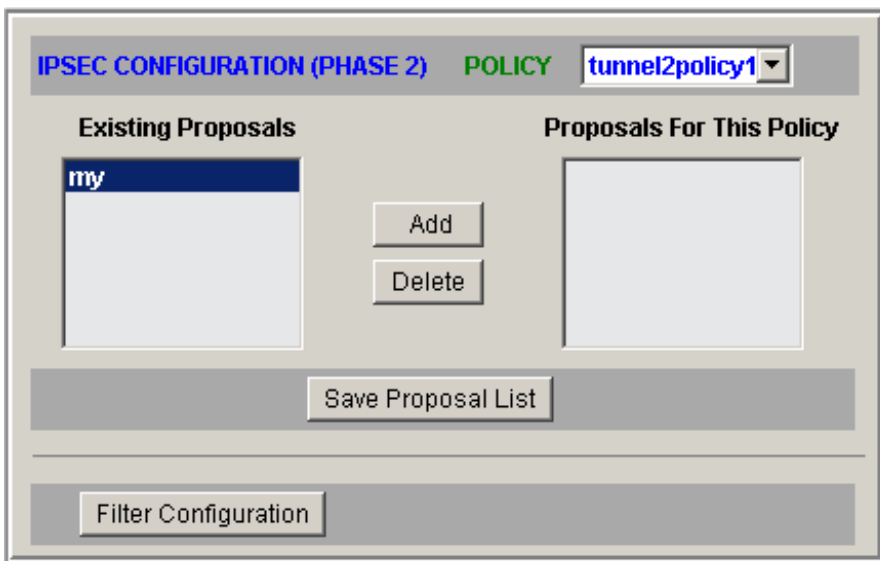 IPSEC CONFIGURATION (PHASE 2) POLICY tunnel2policy1
Existing Proposals Proposals For This Policy
my
Add
Delete
Save Proposal List
Filter Configuration